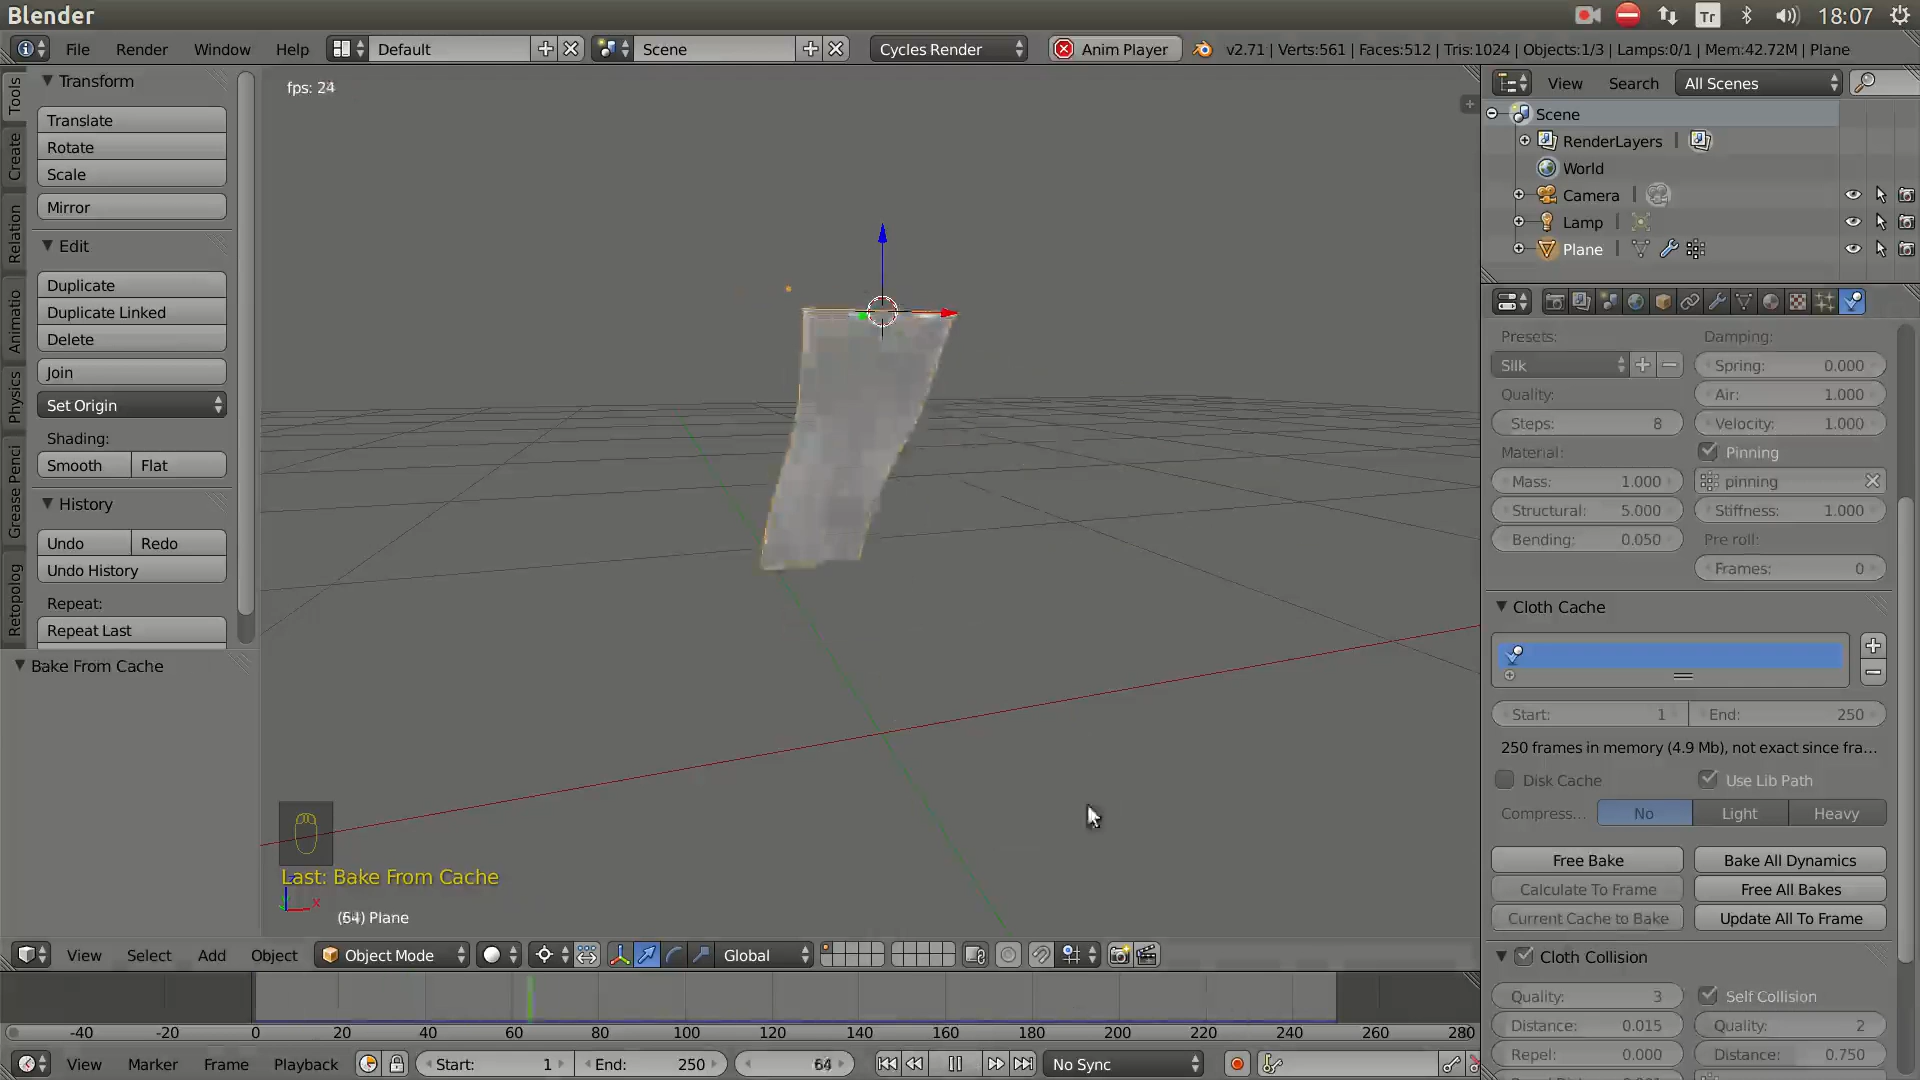 Blender
Tr
18:07
File Render Window Help Default Scene Cycles Render Anim Player v2.71 | Verts:561 | Faces:512 | Tris:1024 | Objects:1/3 | Lamps:0/1 | Mem:42.72M | Plane
Tools
Create
Relation
Animatio
Physics
Grease Penci
Retopolog
Transform
Translate
Rotate
Scale
Mirror
Edit
Duplicate
Duplicate Linked
Delete
Join
Set Origin
Shading:
Smooth Flat
History
Undo Redo
Undo History
Repeat:
Repeat Last
Bake From Cache
fps: 24
Last: Bake From Cache
x
(64) Plane
View Select Add Object Object Mode Global
-40 -20 0 20 40 60 80 100 120 140 160 180 200 220 240 260 280
View Marker Frame Playback Start: 1 End: 250 64 No Sync
View Search All Scenes
Scene
RenderLayers |
World
Camera |
Lamp |
Plane |
Presets: Damping:
Silk Spring: 0.000
Quality: Air: 1.000
Steps: 8 Velocity: 1.000
Material: Pinning
Mass: 1.000 pinning
Structural: 5.000 Stiffness: 1.000
Bending: 0.050 Pre roll:
Frames: 0
Cloth Cache
Start: 1 End: 250
250 frames in memory (4.9 Mb), not exact since fra...
Disk Cache Use Lib Path
Compress... No Light Heavy
Free Bake Bake All Dynamics
Calculate To Frame Free All Bakes
Current Cache to Bake Update All To Frame
Cloth Collision
Quality: 3 Self Collision
Distance: 0.015 Quality: 2
Repel: 0.000 Distance: 0.750